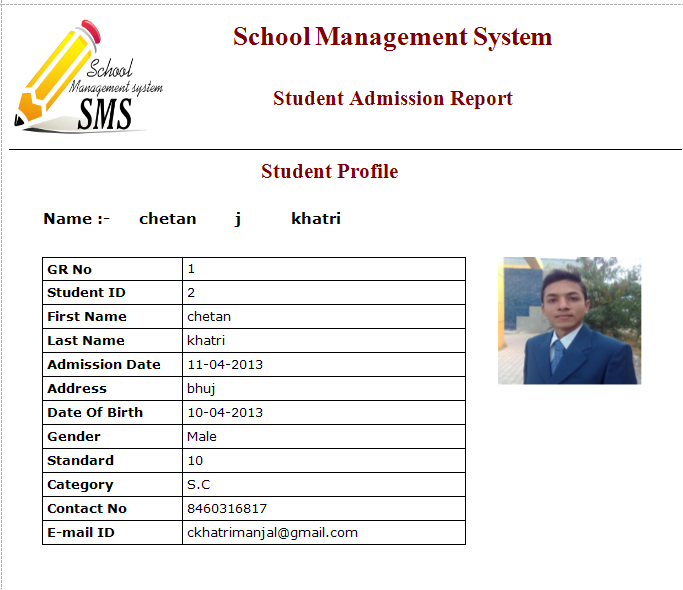 School Management System
School
Management system
SMS
Student Admission Report
Student Profile
Name :- chetan j khatri
GR No 1
Student ID 2
First Name chetan
Last Name khatri
Admission Date 11-04-2013
Address bhuj
Date Of Birth 10-04-2013
Gender Male
Standard 10
Category S.C
Contact No 8460316817
E-mail ID ckhatrimanjal@gmail.com